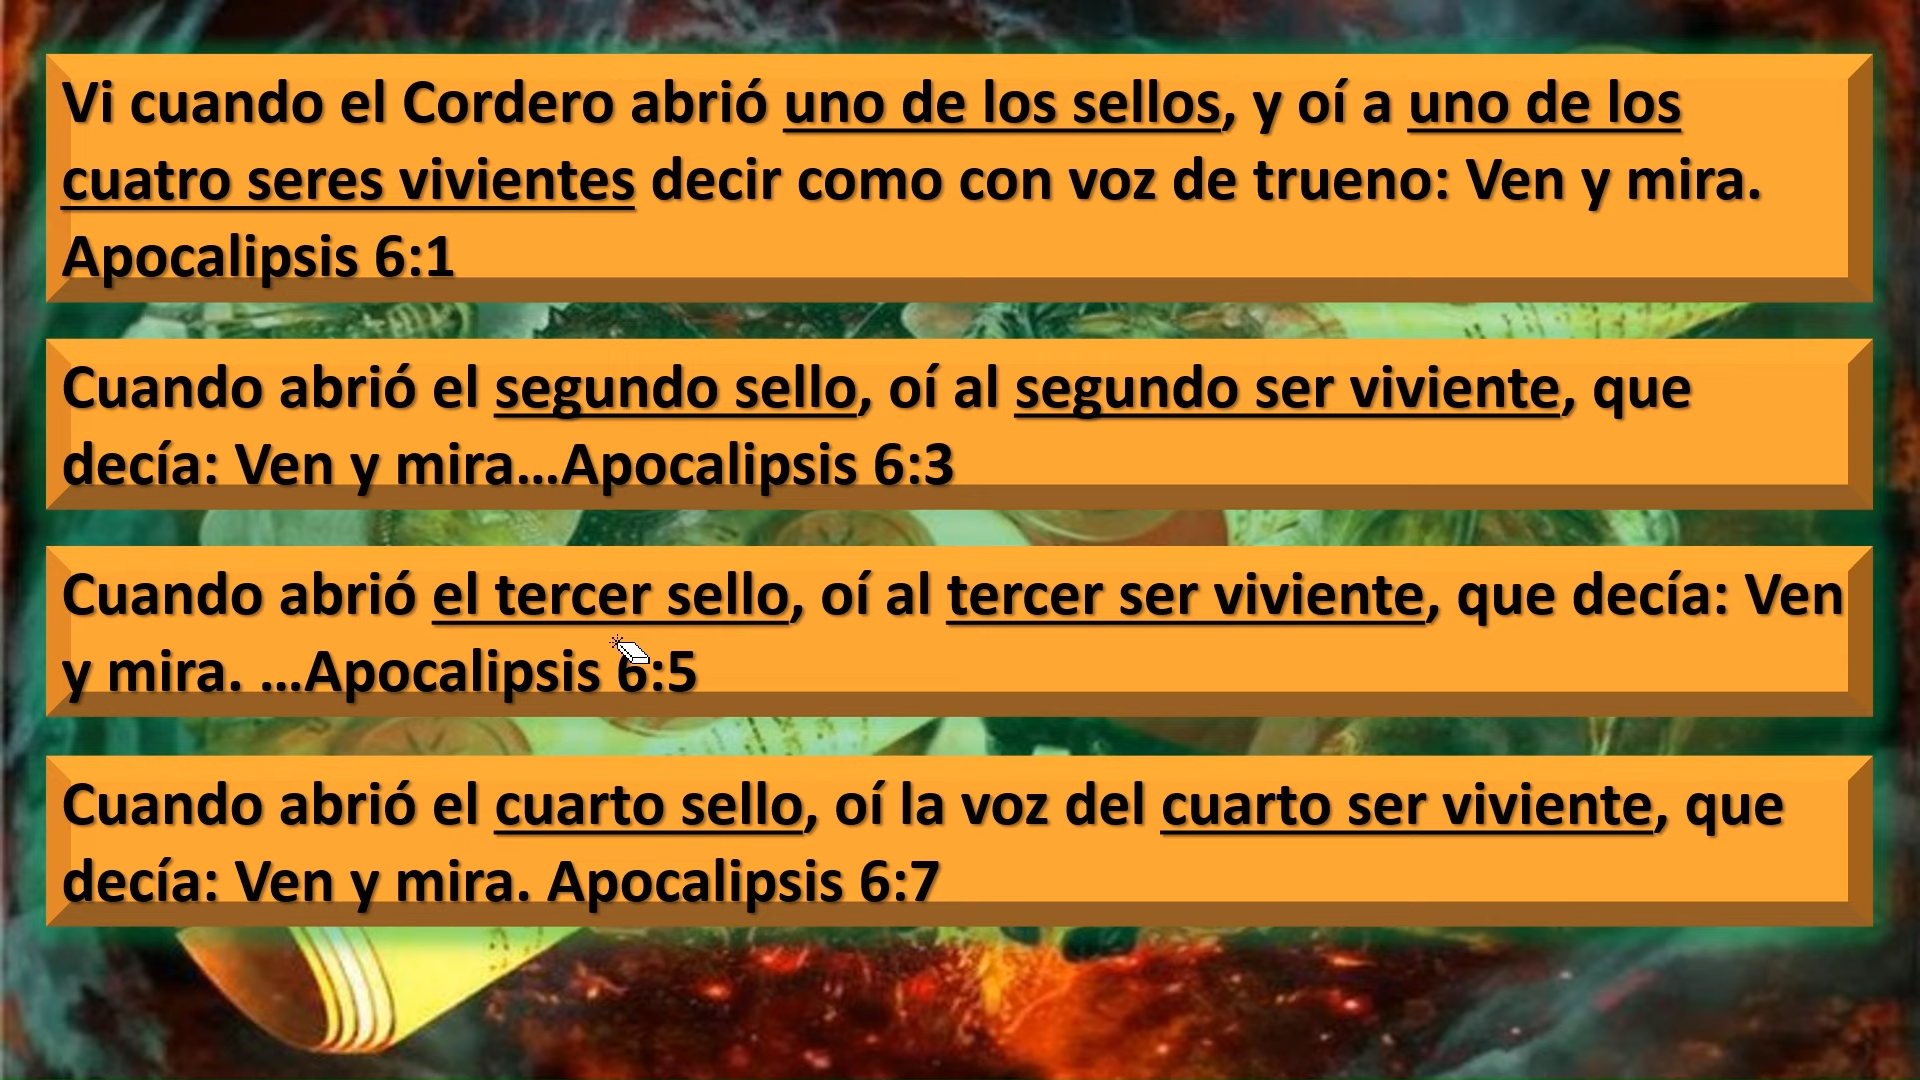 Vi cuando el Cordero abrió uno de los sellos, y oí a uno de los
cuatro seres vivientes decir como con voz de trueno: Ven y mira.
Apocalipsis 6:1
Cuando abrió el segundo sello, oí al segundo ser viviente, que
decía: Ven y mira...Apocalipsis 6:3
Cuando abrió el tercer sello, oí al tercer ser viviente, que decía: Ven
y mira. ...Apocalipsis 6:5
Cuando abrió el cuarto sello, oí la voz del cuarto ser viviente, que
decía: Ven y mira. Apocalipsis 6:7